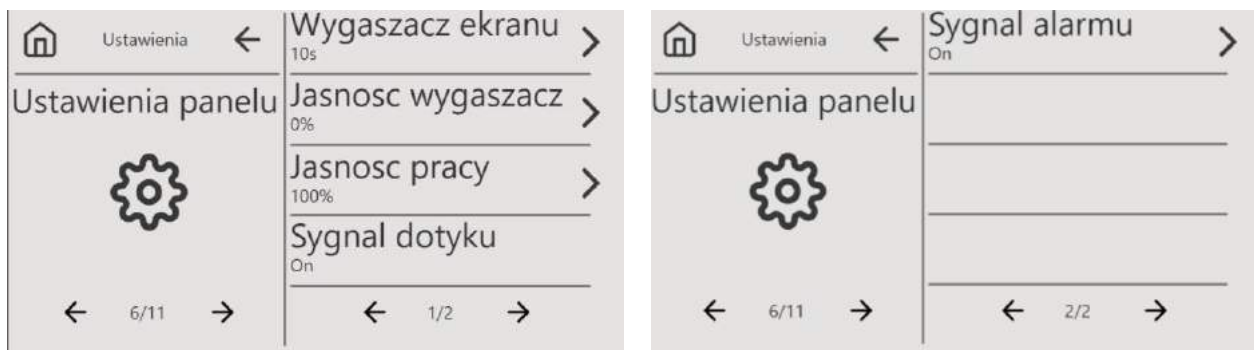 Ustawienia
Ustawienia panelu
6/11
Wygaszacz ekranu
10s
Jasnosc wygaszacz
0%
Jasnosc pracy
100%
Sygnal dotyku
On
1/2
Ustawienia
Ustawienia panelu
6/11
Sygnal alarmu
On
2/2